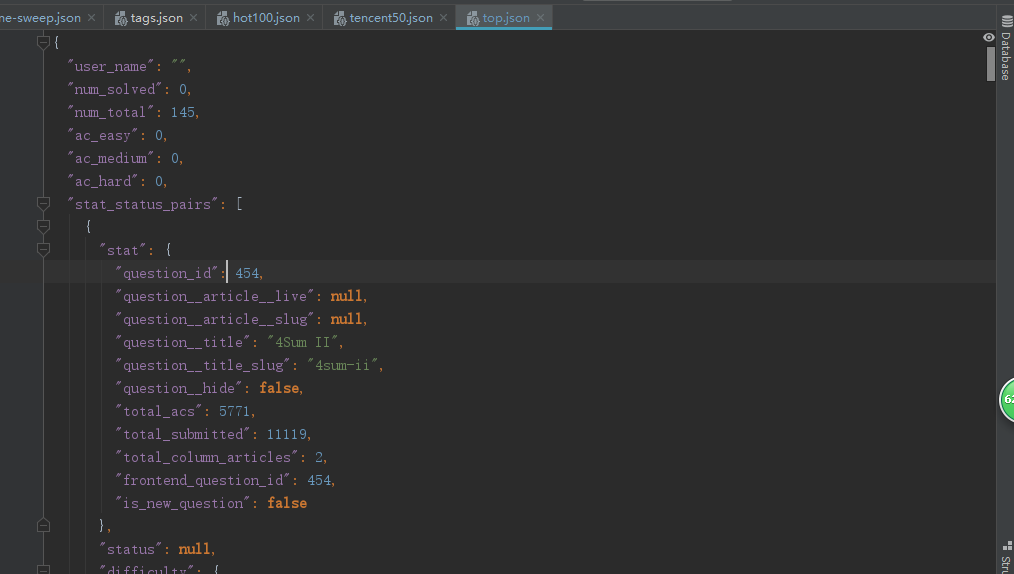 ne-sweep.json
tags.json
hot100.json
tencent50.json
top.json
{
"user_name": "",
"num_solved": 0,
"num_total": 145,
"ac_easy": 0,
"ac_medium": 0,
"ac_hard": 0,
"stat_status_pairs": [
{
"stat": {
"question_id": 454,
"question__article__live": null,
"question__article__slug": null,
"question__title": "4Sum II",
"question__title_slug": "4sum-ii",
"question__hide": false,
"total_acs": 5771,
"total_submitted": 11119,
"total_column_articles": 2,
"frontend_question_id": 454,
"is_new_question": false
},
"status": null,
"difficulty": {
Database
62
Stru